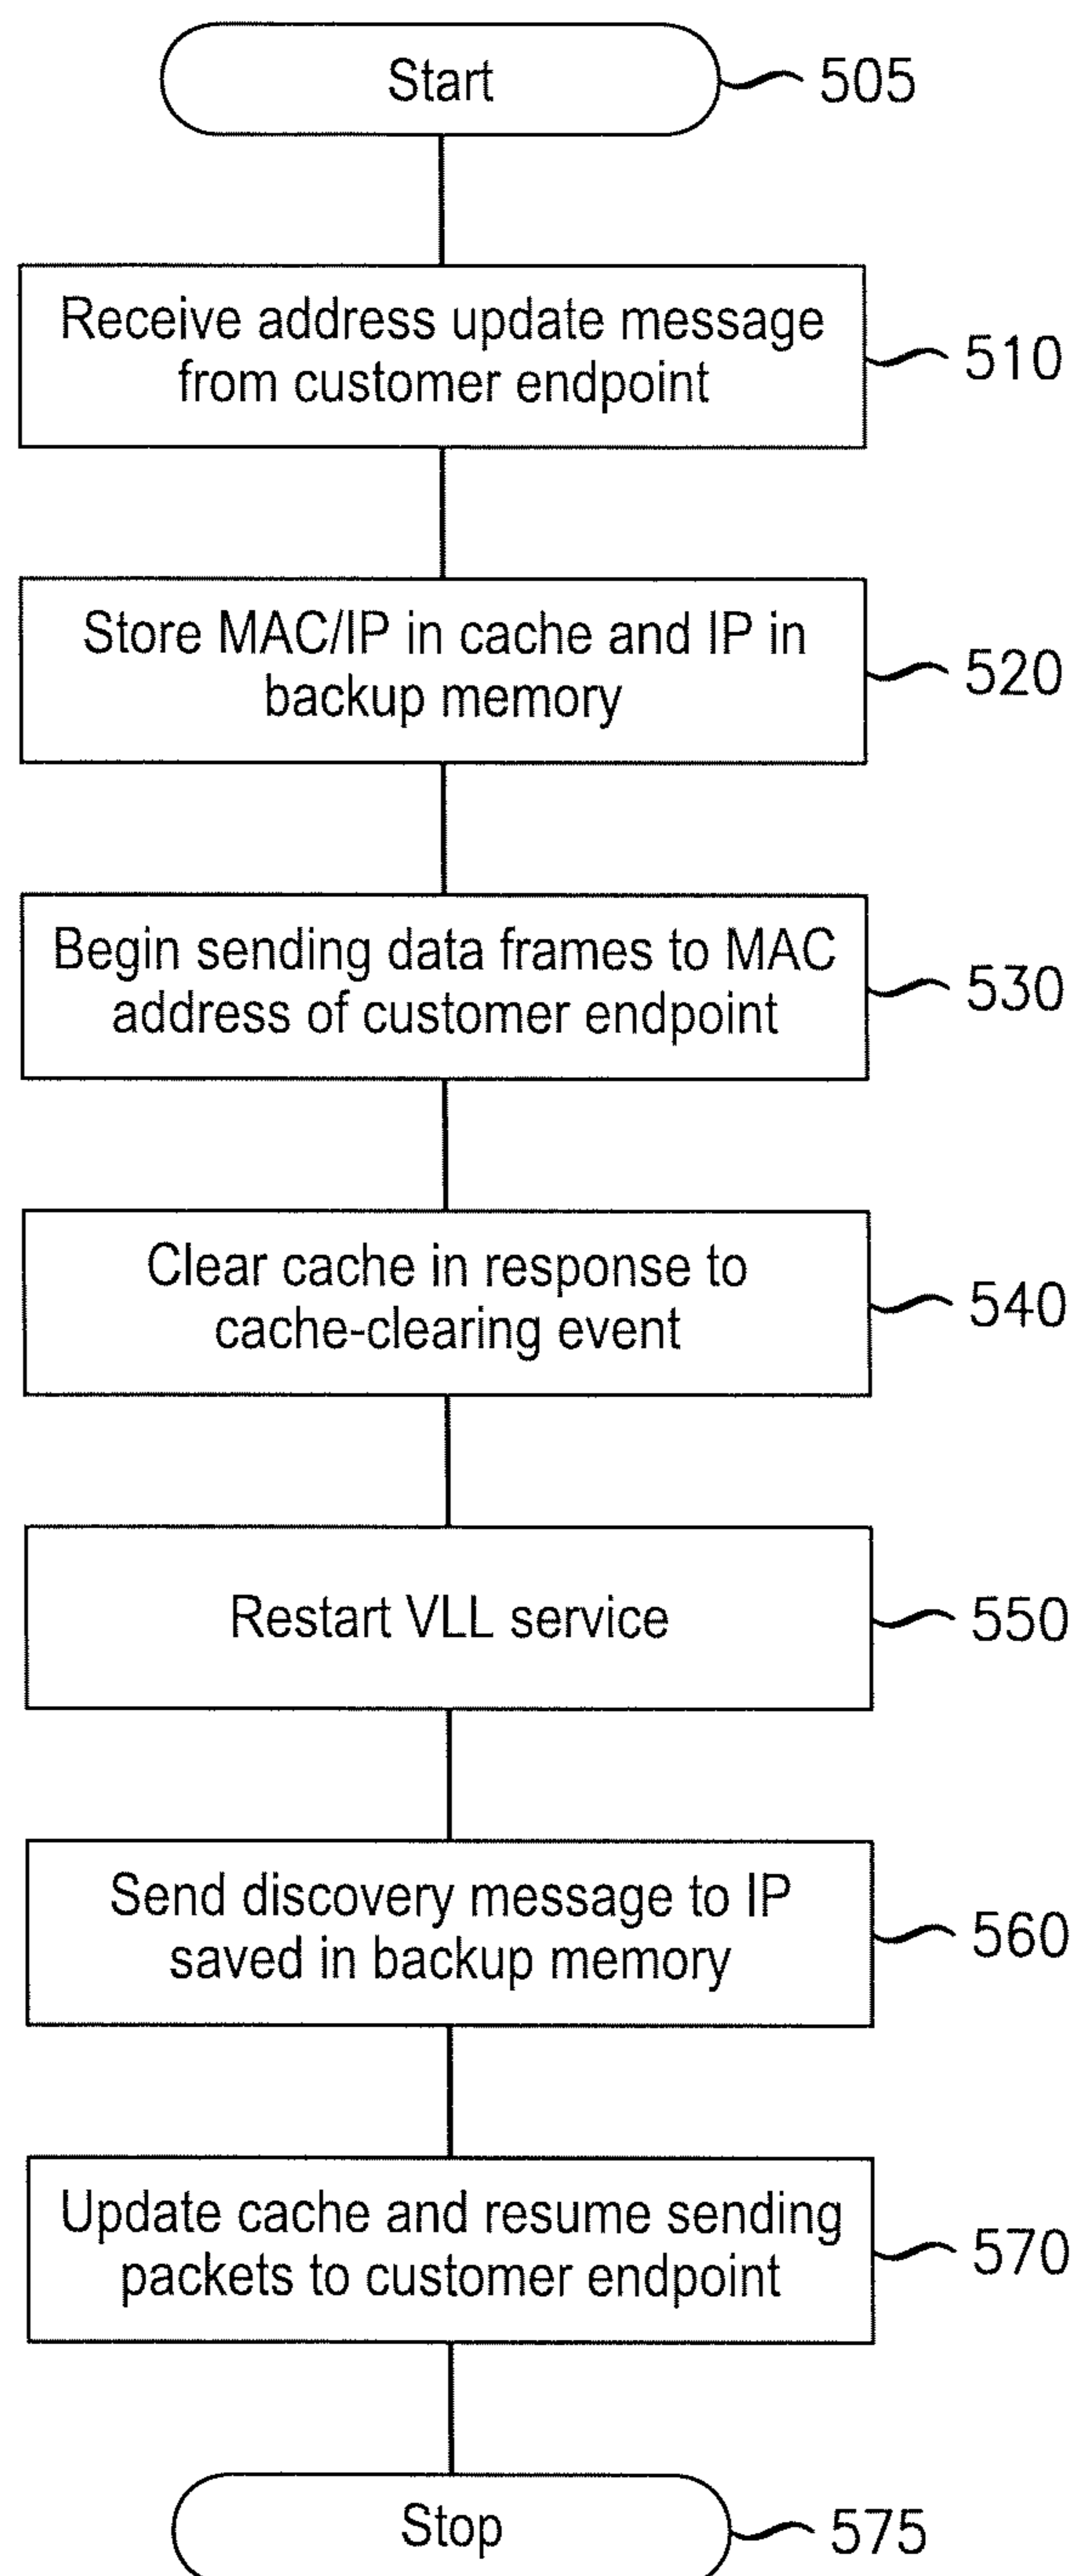 Start
505
Receive address update message
from customer endpoint
510
Store MAC/IP in cache and IP in
backup memory
520
Begin sending data frames to MAC
address of customer endpoint
530
Clear cache in response to
cache-clearing event
540
Restart VLL service
550
Send discovery message to IP
saved in backup memory
560
Update cache and resume sending
packets to customer endpoint
570
Stop
575